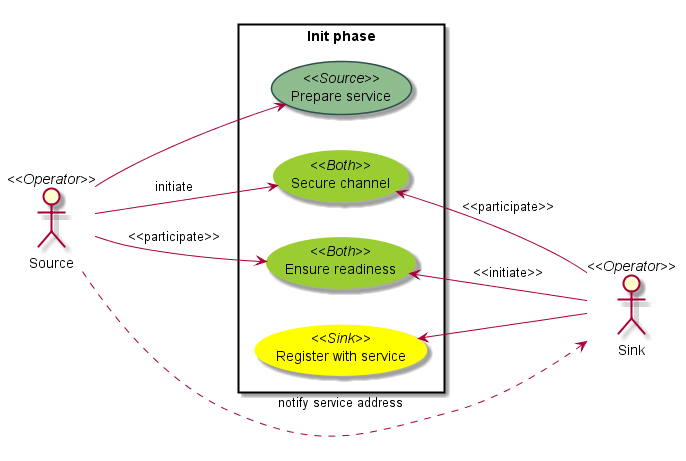 Init phase
<<Source>>
Prepare service
<<Both>>
Secure channel
<<Both>>
Ensure readiness
<<Sink>>
Register with service
<<Operator>>
Source
initiate
<<participate>>
<<participate>>
<<initiate>>
<<Operator>>
Sink
notify service address